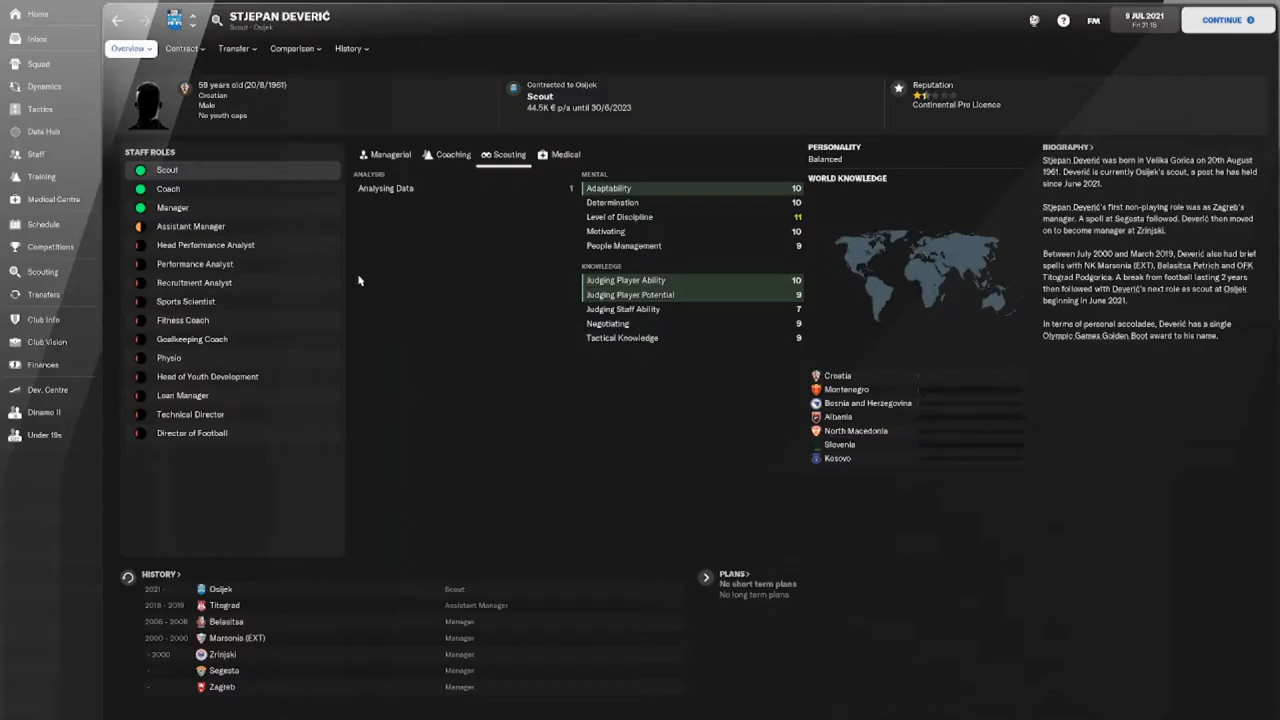 Home
Inbox
Squad
Dynamics
Tactics
Data Hub
Staff
Training
Medical Centre
Schedule
Competitions
Scouting
Transfers
Club Info
Club Vision
Finances
Dev. Centre
Dinamo II
Under 19s
STJEPAN DEVERIĆ
Scout - Osijek
FM
9 JUL 2021
Fri 21:15
CONTINUE
Overview
Contract
Transfer
Comparison
History
59 years old (20/8/1961)
Croatian
Male
No youth caps
Contracted to Osijek
Scout
44.5K € p/a until 30/6/2023
Reputation
Continental Pro Licence
STAFF ROLES
Scout
Coach
Manager
Assistant Manager
Head Performance Analyst
Performance Analyst
Recruitment Analyst
Sports Scientist
Fitness Coach
Goalkeeping Coach
Physio
Head of Youth Development
Loan Manager
Technical Director
Director of Football
Managerial
Coaching
Scouting
Medical
ANALYSIS
Analysing Data 1
MENTAL
Adaptability 10
Determination 10
Level of Discipline 11
Motivating 10
People Management 9
KNOWLEDGE
Judging Player Ability 10
Judging Player Potential 9
Judging Staff Ability 7
Negotiating 9
Tactical Knowledge 9
PERSONALITY
Balanced
WORLD KNOWLEDGE
Croatia
Montenegro
Bosnia and Herzegovina
Albania
North Macedonia
Slovenia
Kosovo
BIOGRAPHY >
Stjepan Deverić was born in Velika Gorica on 20th August
1961. Deverić is currently Osijek's scout, a post he has held
since June 2021.
Stjepan Deverić's first non-playing role was as Zagreb's
manager. A spell at Segesta followed. Deverić then moved
on to become manager at Zrinjski.
Between July 2000 and March 2019, Deverić also had brief
spells with NK Marsonia (EXT), Belasitsa Petrich and OFK
Titograd Podgorica. A break from football lasting 2 years
then followed with Deverić's next role as scout at Osijek
beginning in June 2021.
In terms of personal accolades, Deverić has a single
Olympic Games Golden Boot award to his name.
HISTORY >
2021 - Osijek Scout
2018 - 2019 Titograd Assistant Manager
2006 - 2008 Belasitsa Manager
2000 - 2000 Marsonia (EXT) Manager
- 2000 Zrinjski Manager
- Segesta Manager
- Zagreb Manager
PLANS >
No short term plans
No long term plans